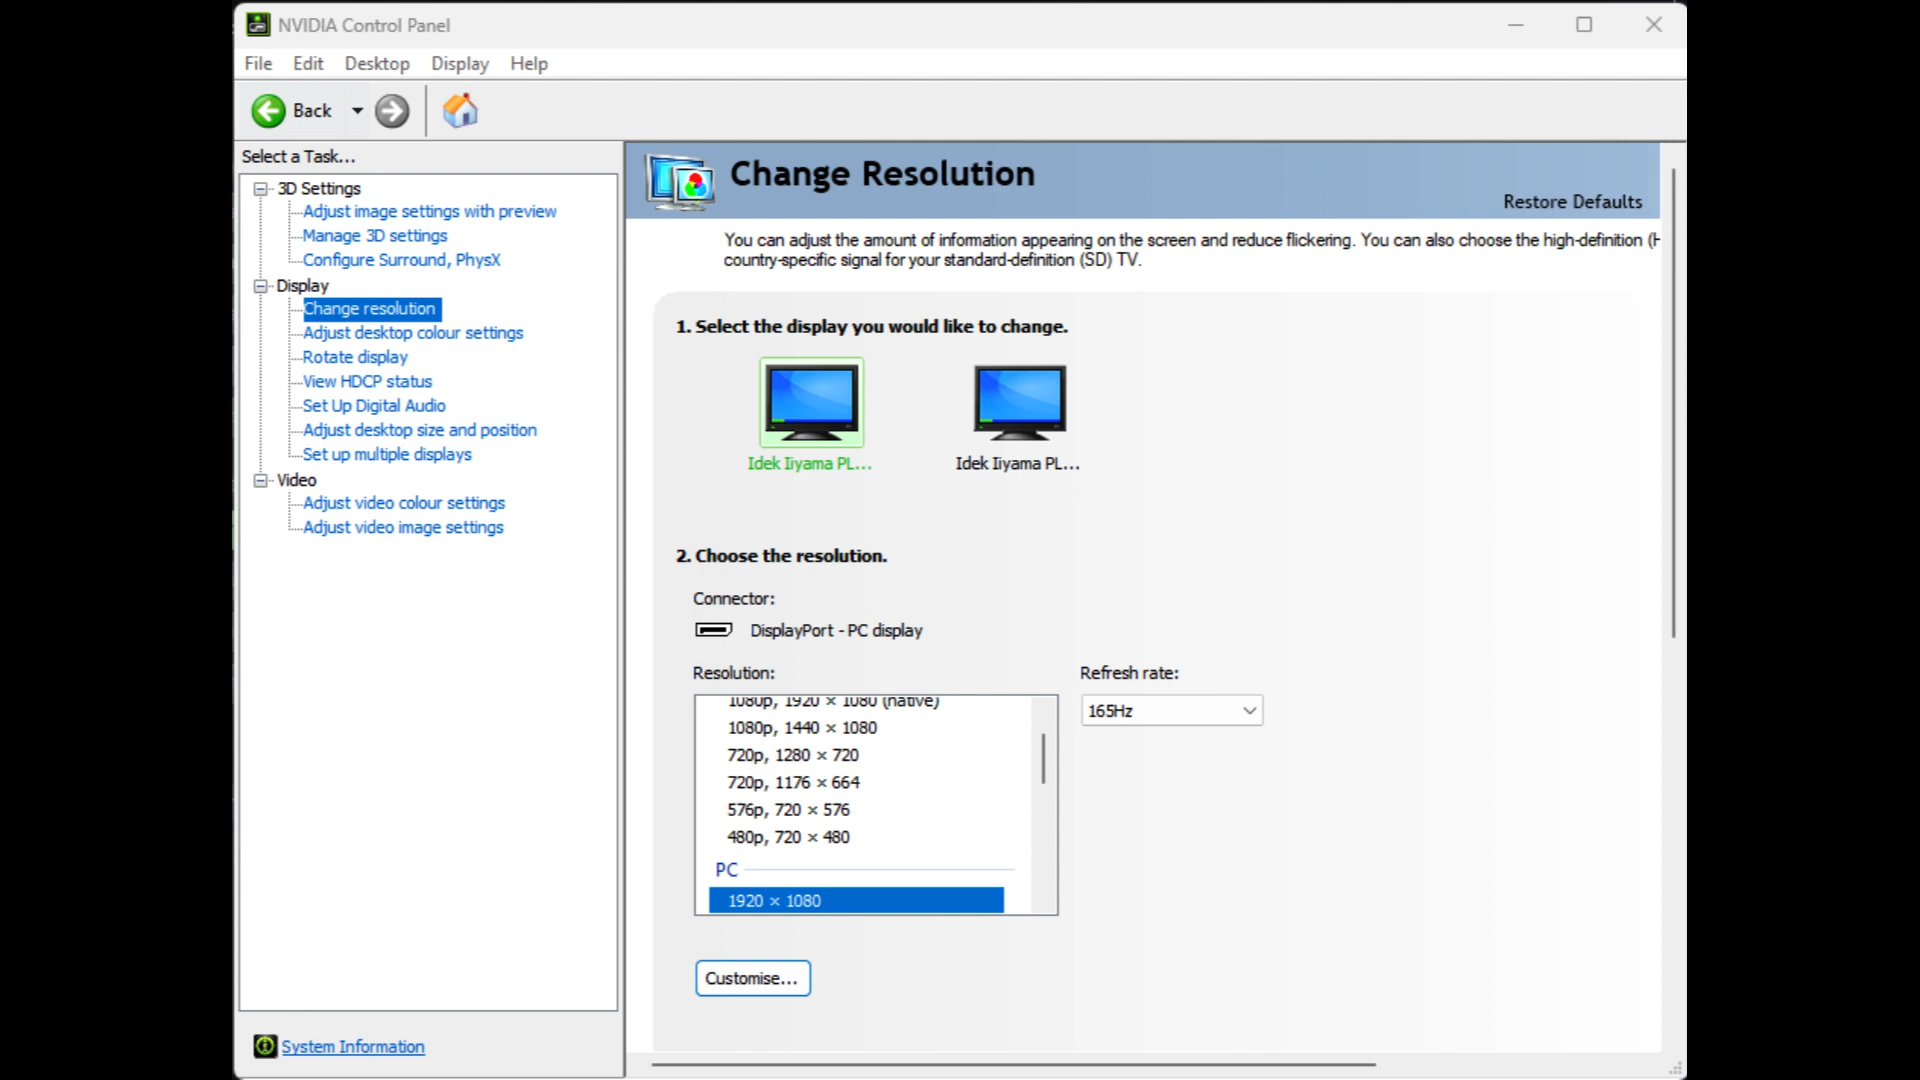 NVIDIA Control Panel
File Edit Desktop Display Help
Back
Select a Task...
3D Settings
Adjust image settings with preview
Manage 3D settings
Configure Surround, PhysX
Display
Change resolution
Adjust desktop colour settings
Rotate display
View HDCP status
Set Up Digital Audio
Adjust desktop size and position
Set up multiple displays
Video
Adjust video colour settings
Adjust video image settings
System Information
Change Resolution
Restore Defaults
You can adjust the amount of information appearing on the screen and reduce flickering. You can also choose the high-definition (H
country-specific signal for your standard-definition (SD) TV.
1. Select the display you would like to change.
Idek Iiyama PL... Idek Iiyama PL...
2. Choose the resolution.
Connector:
DisplayPort - PC display
Resolution:
1080p, 1920 × 1080 (native)
1080p, 1440 × 1080
720p, 1280 × 720
720p, 1176 × 664
576p, 720 × 576
480p, 720 × 480
PC
1920 × 1080
Refresh rate:
165Hz
Customise...